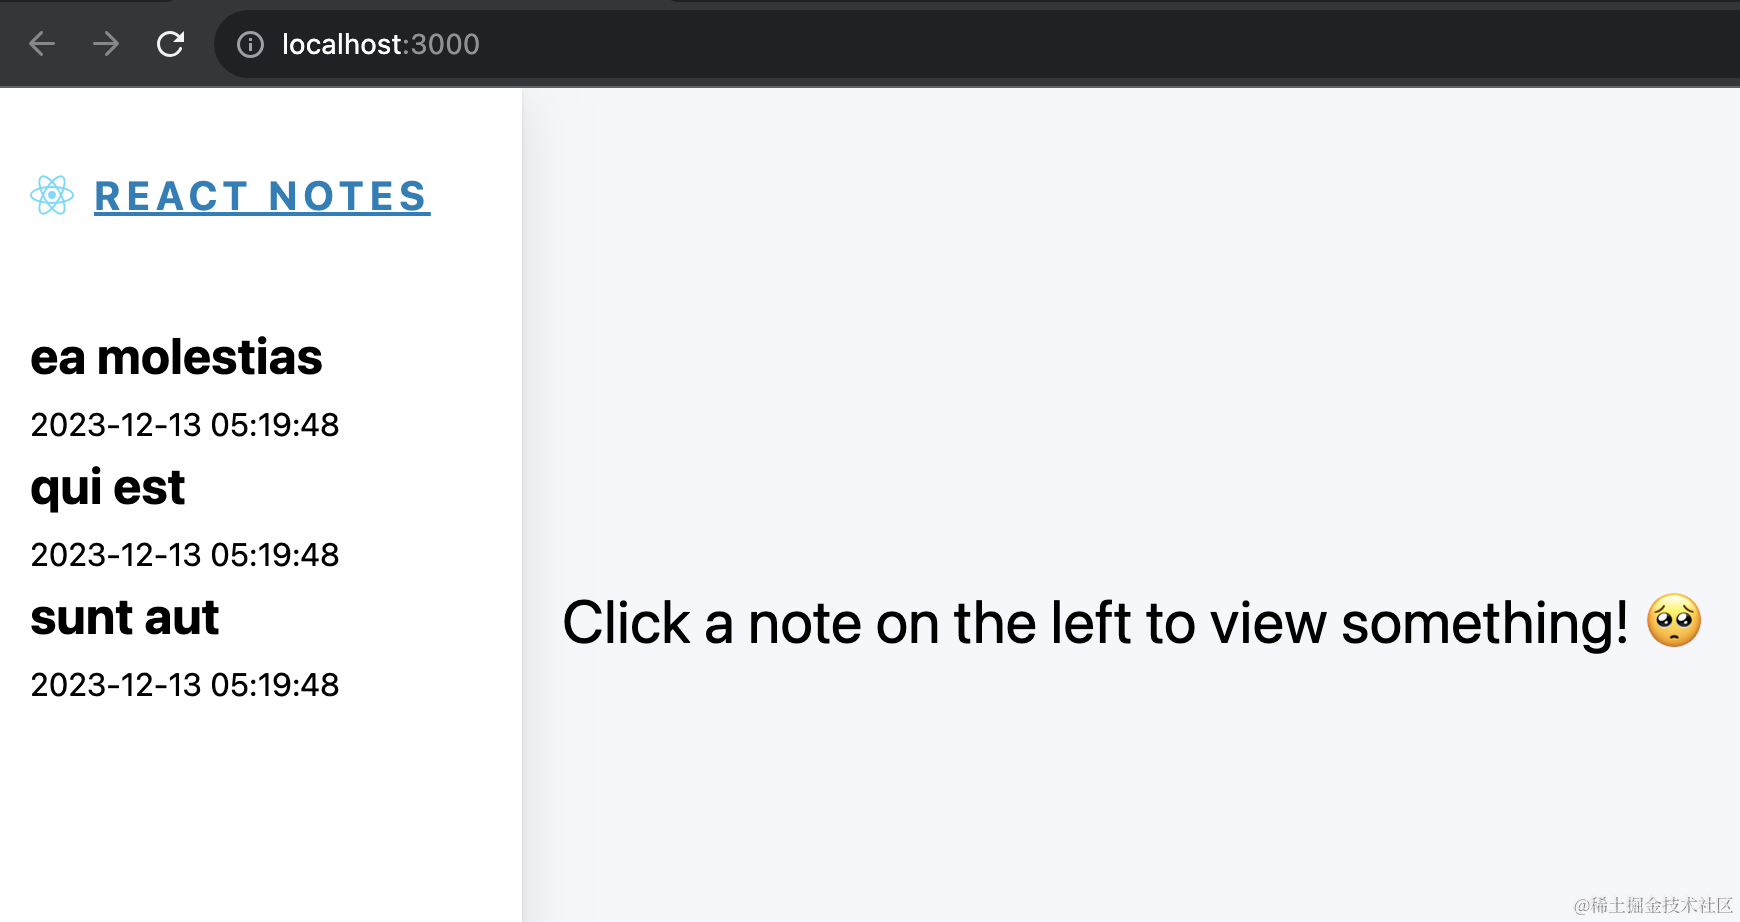 localhost:3000
REACT NOTES
ea molestias
2023-12-13 05:19:48
qui est
2023-12-13 05:19:48
sunt aut
2023-12-13 05:19:48
Click a note on the left to view something! 🥺
@稀土掘金技术社区